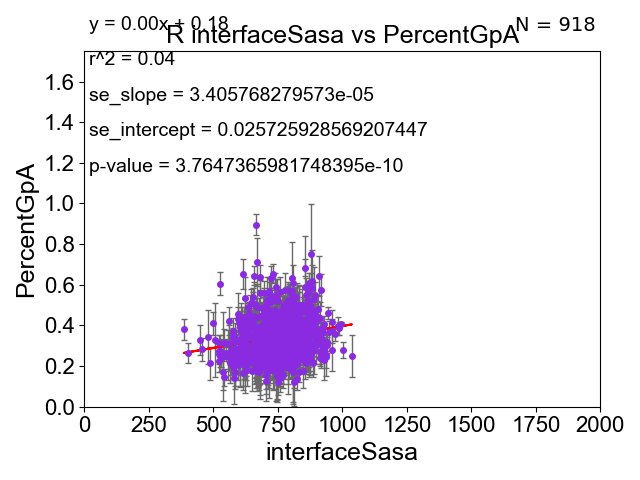 y = 0.00x + 0.18
N = 918
R interfaceSasa vs PercentGpA
r^2 = 0.04
se_slope = 3.405768279573e-05
se_intercept = 0.025725928569207447
p-value = 3.7647365981748395e-10
PercentGpA
1.6
1.4
1.2
1.0
0.8
0.6
0.4
0.2
0.0
0 250 500 750 1000 1250 1500 1750 2000
interfaceSasa